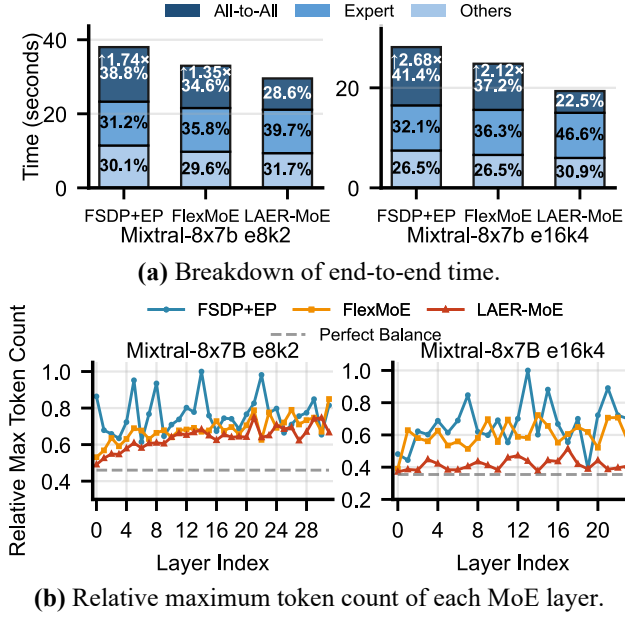 All-to-All Expert Others
Time (seconds)
40
20
0
↑1.74×
38.8%
31.2%
30.1%
↑1.35×
34.6%
35.8%
29.6%
28.6%
39.7%
31.7%
FSDP+EP FlexMoE LAER-MoE
Mixtral-8x7b e8k2
20
0
↑2.68×
41.4%
32.1%
26.5%
↑2.12×
37.2%
36.3%
26.5%
22.5%
46.6%
30.9%
FSDP+EP FlexMoE LAER-MoE
Mixtral-8x7b e16k4
(a) Breakdown of end-to-end time.
FSDP+EP FlexMoE LAER-MoE
Perfect Balance
Mixtral-8x7B e8k2
Relative Max Token Count
1.0
0.8
0.6
0.4
0 4 8 12 16 20 24 28
Layer Index
Mixtral-8x7B e16k4
1.0
0.8
0.6
0.4
0.2
0 4 8 12 16 20
Layer Index
(b) Relative maximum token count of each MoE layer.